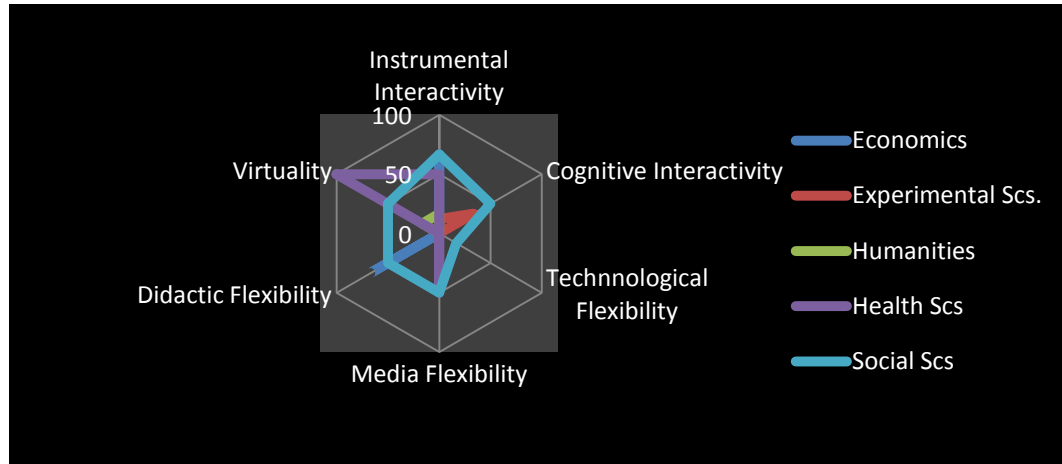 Instrumental
Interactivity
100
Virtuality
50
Cognitive Interactivity
0
Didactic Flexibility
Technnological
Flexibility
Media Flexibility
Economics
Experimental Scs.
Humanities
Health Scs
Social Scs